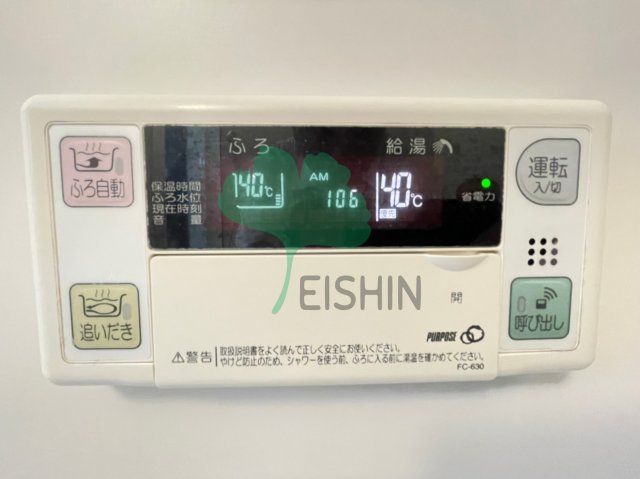 ふろ 給湯
保温時間
ふろ水位
現在時刻
音量
40℃
AM
1:06
40℃
省電力
ふろ自動
追いだき
運転
入/切
呼び出し
EISHIN
開
PURPOSE
⚠警告 取扱説明書をよく読んで正しく安全にお使いください。
やけど防止のため、シャワーを使う前、ふろに入る前に湯温を確かめてください。
FC-630